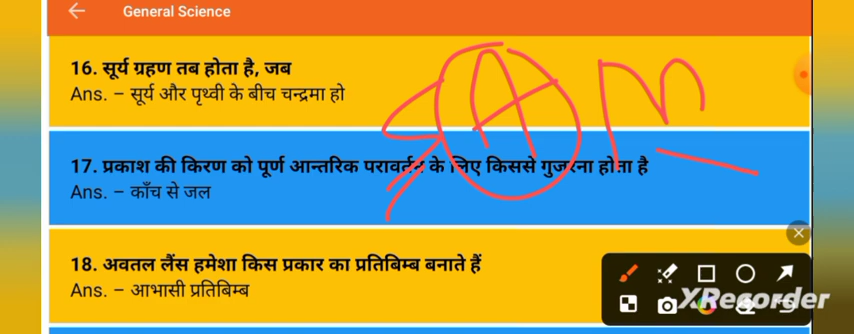 General Science
16. सूर्य ग्रहण तब होता है, जब
Ans. – सूर्य और पृथ्वी के बीच चन्द्रमा हो
17. प्रकाश की किरण को पूर्ण आन्तरिक परावर्तन के लिए किससे गुजरना होता है
Ans. – काँच से जल
18. अवतल लैंस हमेशा किस प्रकार का प्रतिबिम्ब बनाते हैं
Ans. – आभासी प्रतिबिम्ब
XRecorder